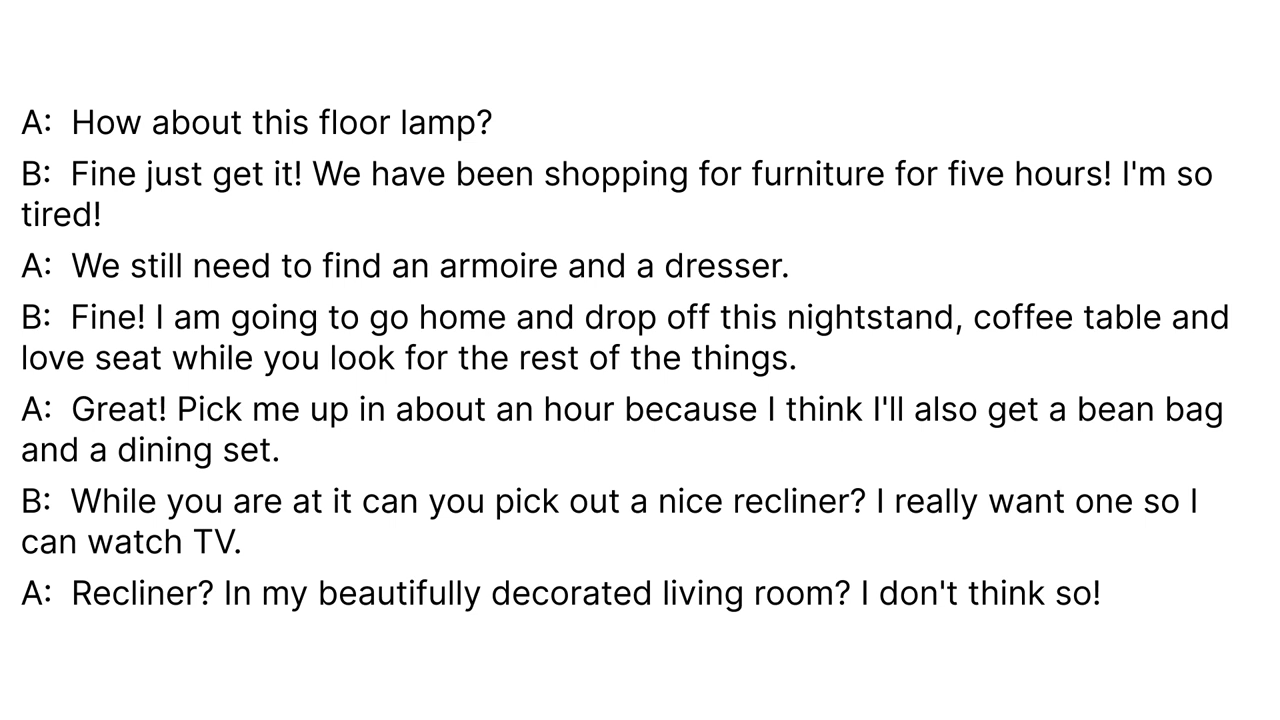 A:  How about this floor lamp?
B:  Fine just get it! We have been shopping for furniture for five hours! I'm so
tired!
A:  We still need to find an armoire and a dresser.
B:  Fine! I am going to go home and drop off this nightstand, coffee table and
love seat while you look for the rest of the things.
A:  Great! Pick me up in about an hour because I think I'll also get a bean bag
and a dining set.
B:  While you are at it can you pick out a nice recliner? I really want one so I
can watch TV.
A:  Recliner? In my beautifully decorated living room? I don't think so!